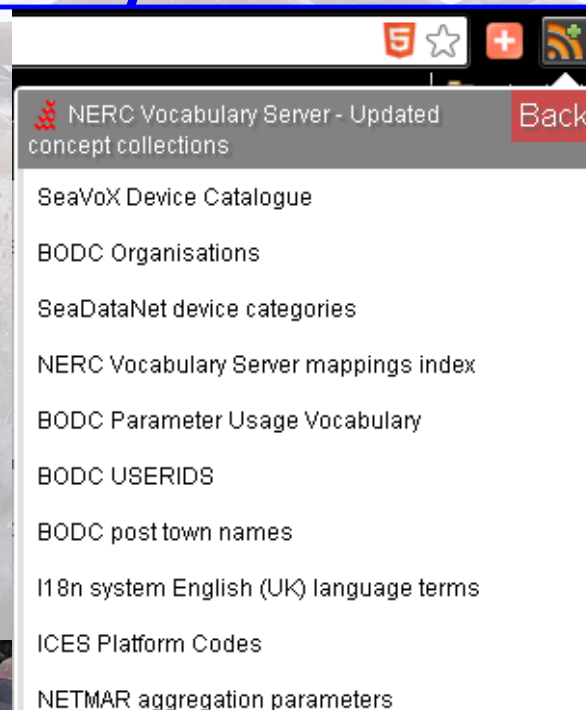 NERC Vocabulary Server - Updated
concept collections
Back
SeaVoX Device Catalogue
BODC Organisations
SeaDataNet device categories
NERC Vocabulary Server mappings index
BODC Parameter Usage Vocabulary
BODC USERIDS
BODC post town names
I18n system English (UK) language terms
ICES Platform Codes
NETMAR aggregation parameters